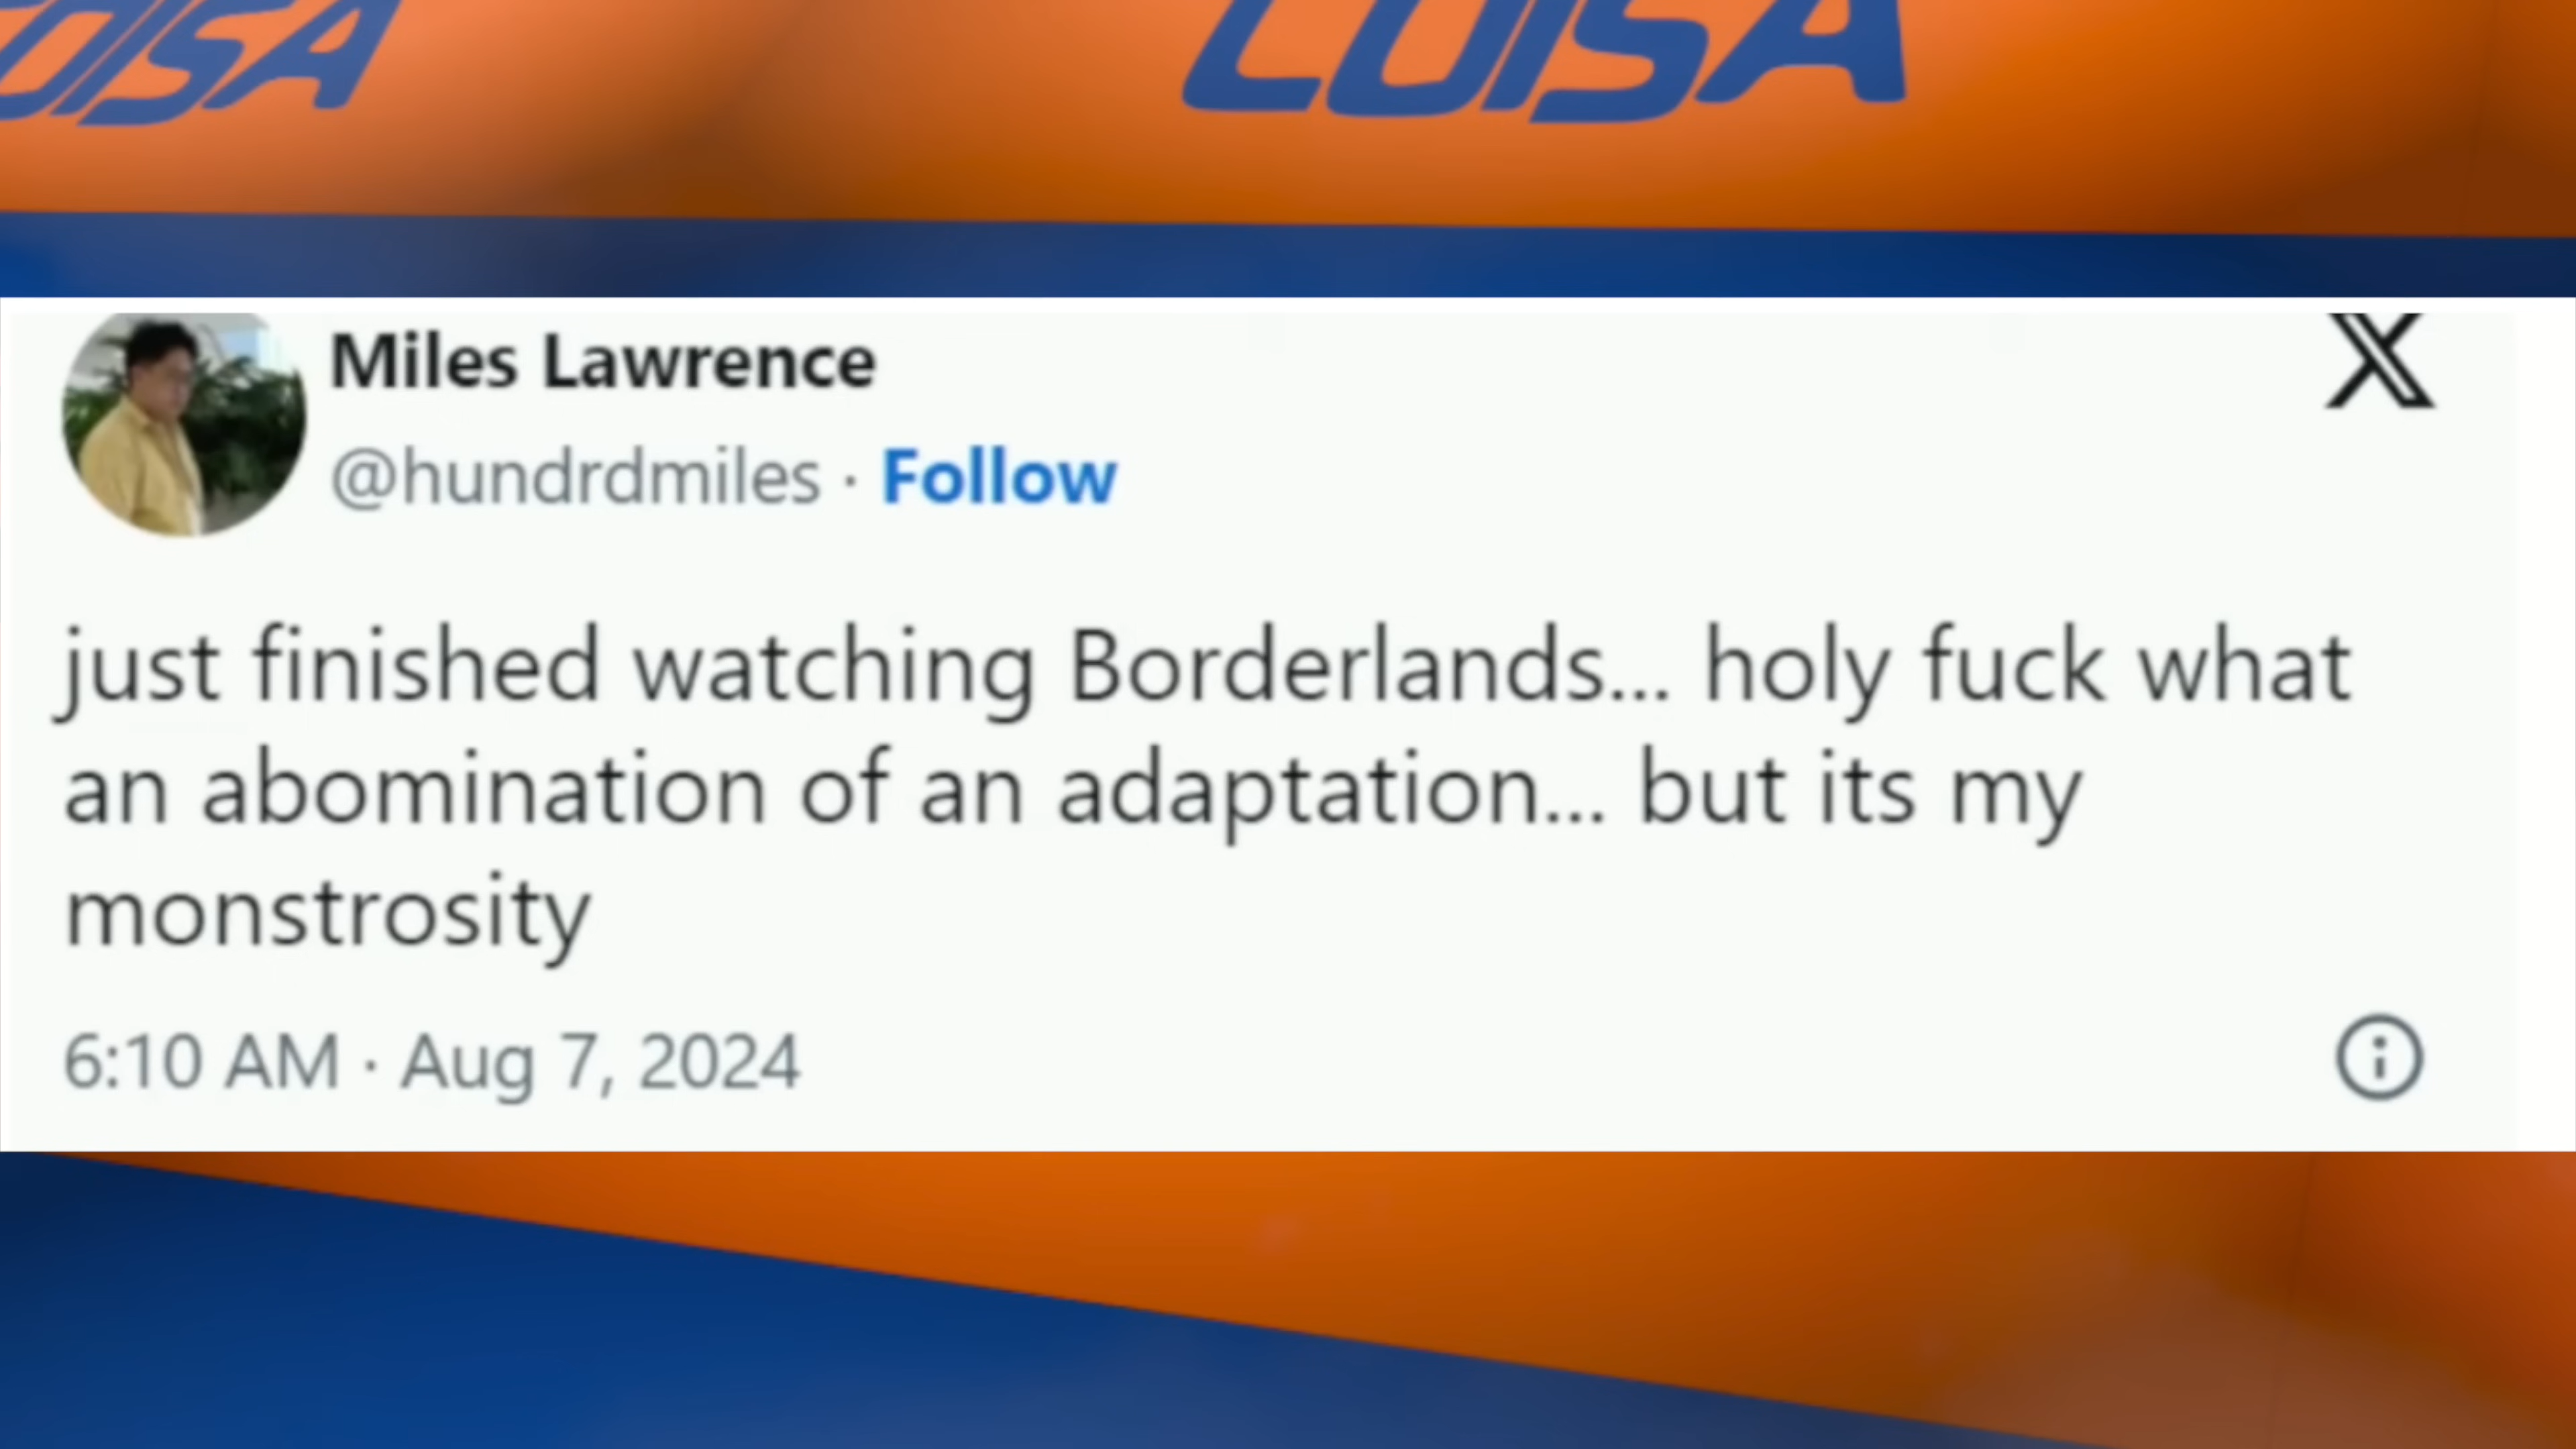 COISA
Miles Lawrence
@hundrdmiles · Follow
just finished watching Borderlands... holy fuck what
an abomination of an adaptation... but its my
monstrosity
6:10 AM · Aug 7, 2024